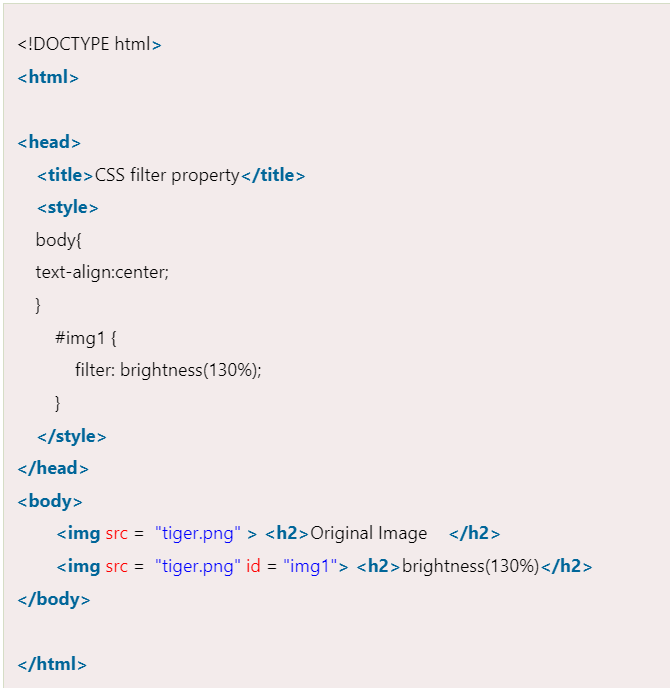 <!DOCTYPE html>
<html>
<head>
<title>CSS filter property</title>
<style>
body{
text-align:center;
}
#img1 {
filter: brightness(130%);
}
</style>
</head>
<body>
<img src = "tiger.png" > <h2>Original Image </h2>
<img src = "tiger.png" id = "img1"> <h2>brightness(130%)</h2>
</body>
</html>